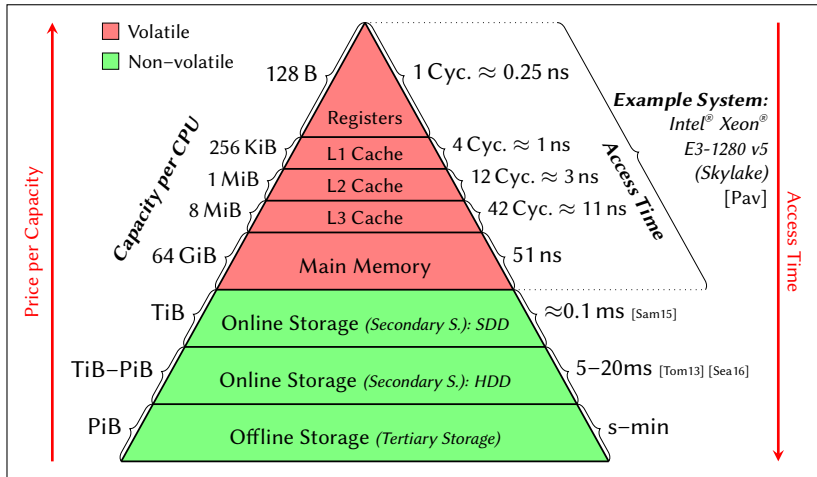 Volatile
Non–volatile
Price per Capacity
Capacity per CPU
128 B
Registers
1 Cyc. ≈ 0.25 ns
256 KiB
L1 Cache
4 Cyc. ≈ 1 ns
1 MiB
L2 Cache
12 Cyc. ≈ 3 ns
8 MiB
L3 Cache
42 Cyc. ≈ 11 ns
64 GiB
Main Memory
51 ns
TiB
Online Storage (Secondary S.): SDD
≈0.1 ms [Sam15]
TiB–PiB
Online Storage (Secondary S.): HDD
5–20ms [Tom13] [Sea16]
PiB
Offline Storage (Tertiary Storage)
s–min
Access Time
Example System:
Intel® Xeon®
E3-1280 v5
(Skylake)
[Pav]
Access Time